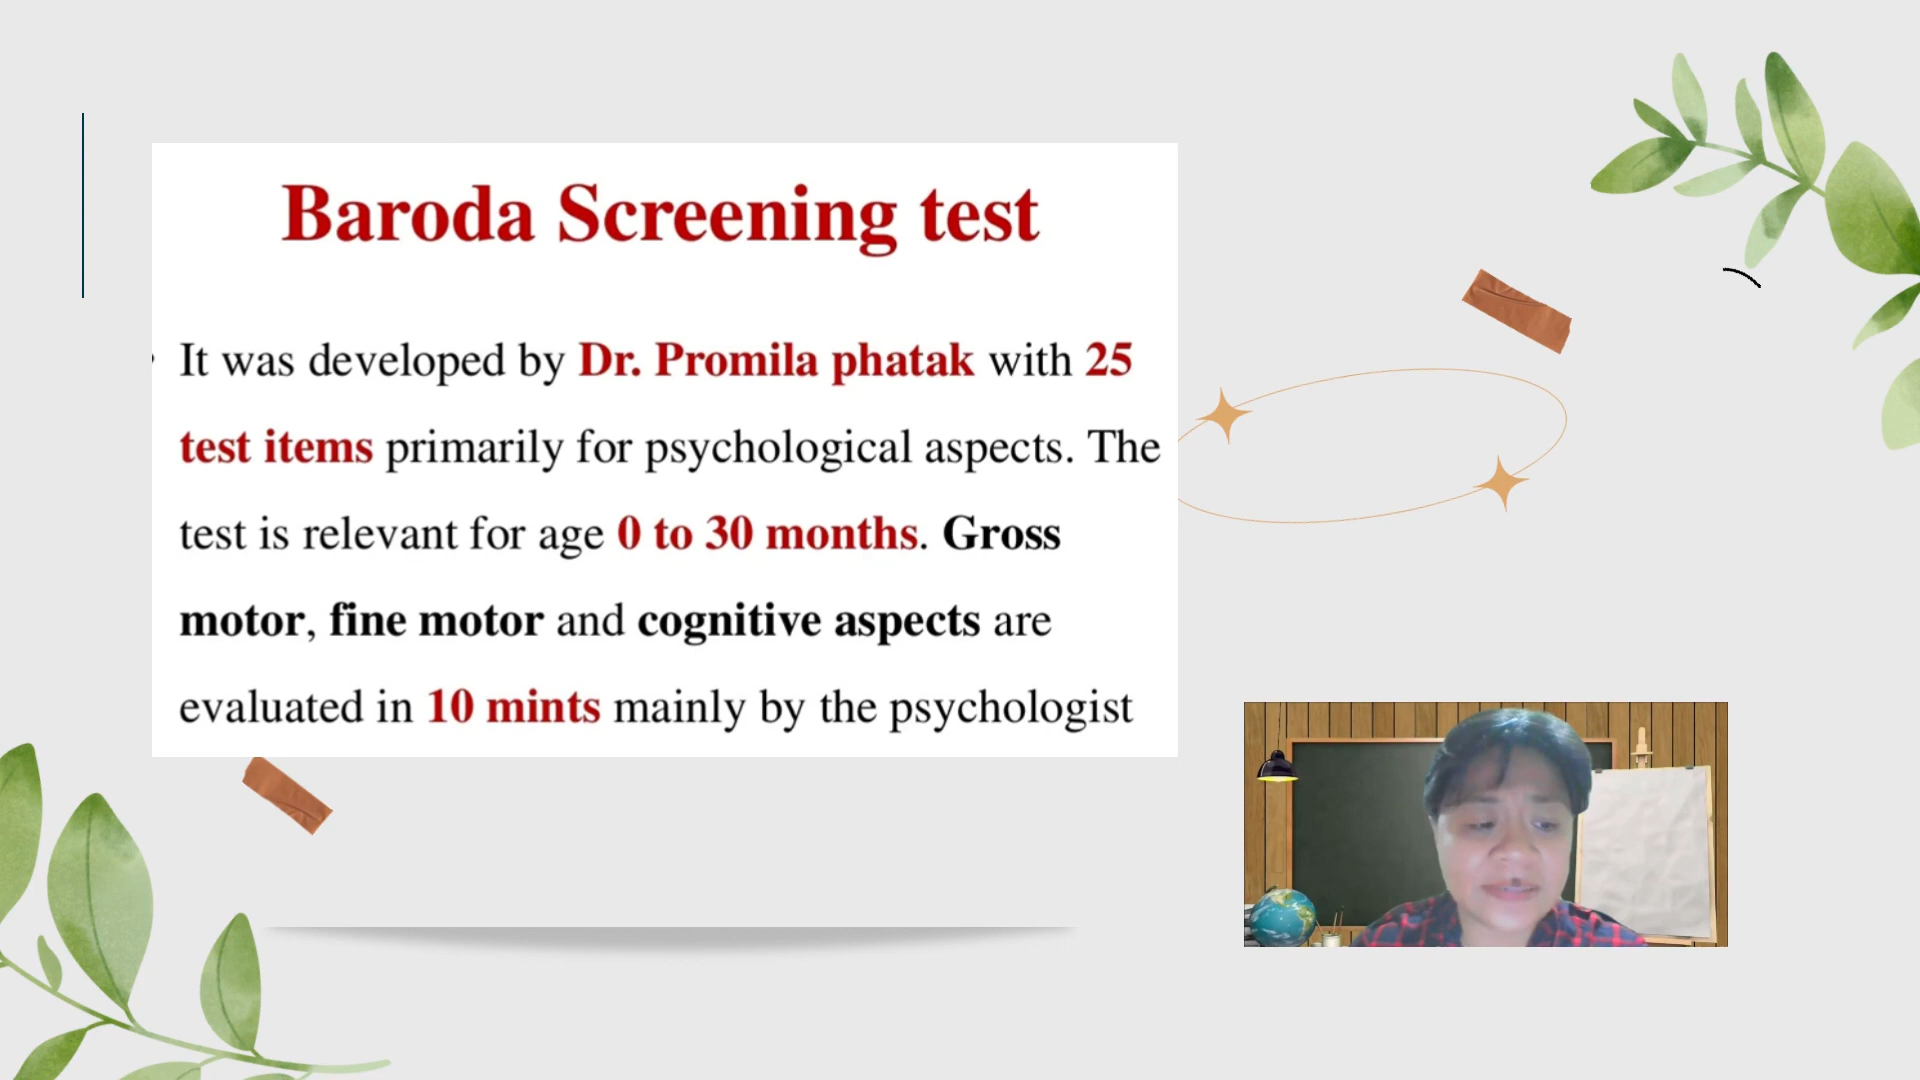 Baroda Screening test
It was developed by Dr. Promila phatak with 25
test items primarily for psychological aspects. The
test is relevant for age 0 to 30 months. Gross
motor, fine motor and cognitive aspects are
evaluated in 10 mints mainly by the psychologist